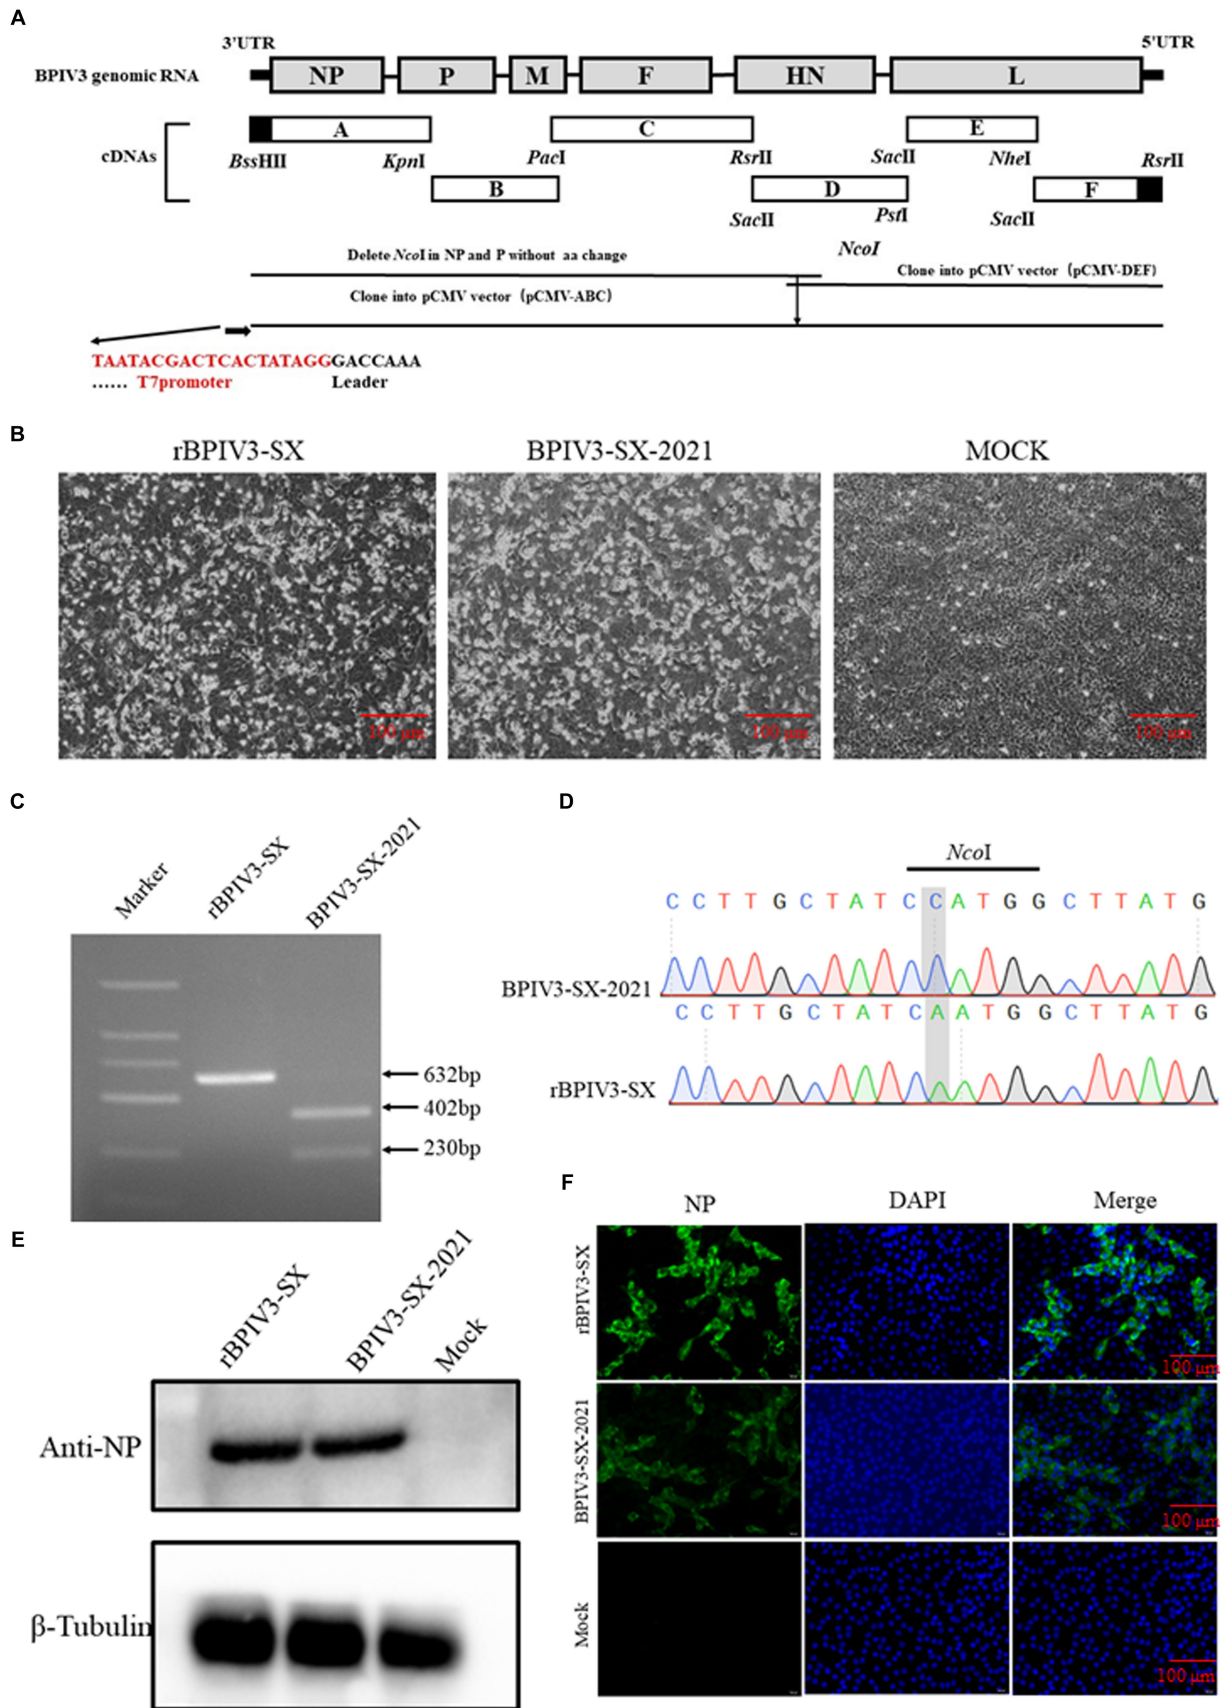 A
3'UTR
5'UTR
BPIV3 genomic RNA
NP
P
M
F
HN
L
cDNAs
A
C
E
BssHII
KpnI
PacI
RsrII
SacII
NheI
RsrII
B
D
F
SacII
PstI
SacII
NcoI
Delete NcoI in NP and P without aa change
Clone into pCMV vector (pCMV-DEF)
Clone into pCMV vector (pCMV-ABC)
TAATACGACTCACTATAGGGACCAAA
...... T7promoter
Leader
B
rBPIV3-SX
BPIV3-SX-2021
MOCK
100 μm
100 μm
100 μm
C
Marker
rBPIV3-SX
BPIV3-SX-2021
632bp
402bp
230bp
D
NcoI
C C T T G C T A T C C A T G G C T T A T G
BPIV3-SX-2021
C C T T G C T A T C A A T G G C T T A T G
rBPIV3-SX
E
rBPIV3-SX
BPIV3-SX-2021
Mock
Anti-NP
β-Tubulin
F
NP
DAPI
Merge
rBPIV3-SX
100 μm
BPIV3-SX-2021
100 μm
Mock
100 μm